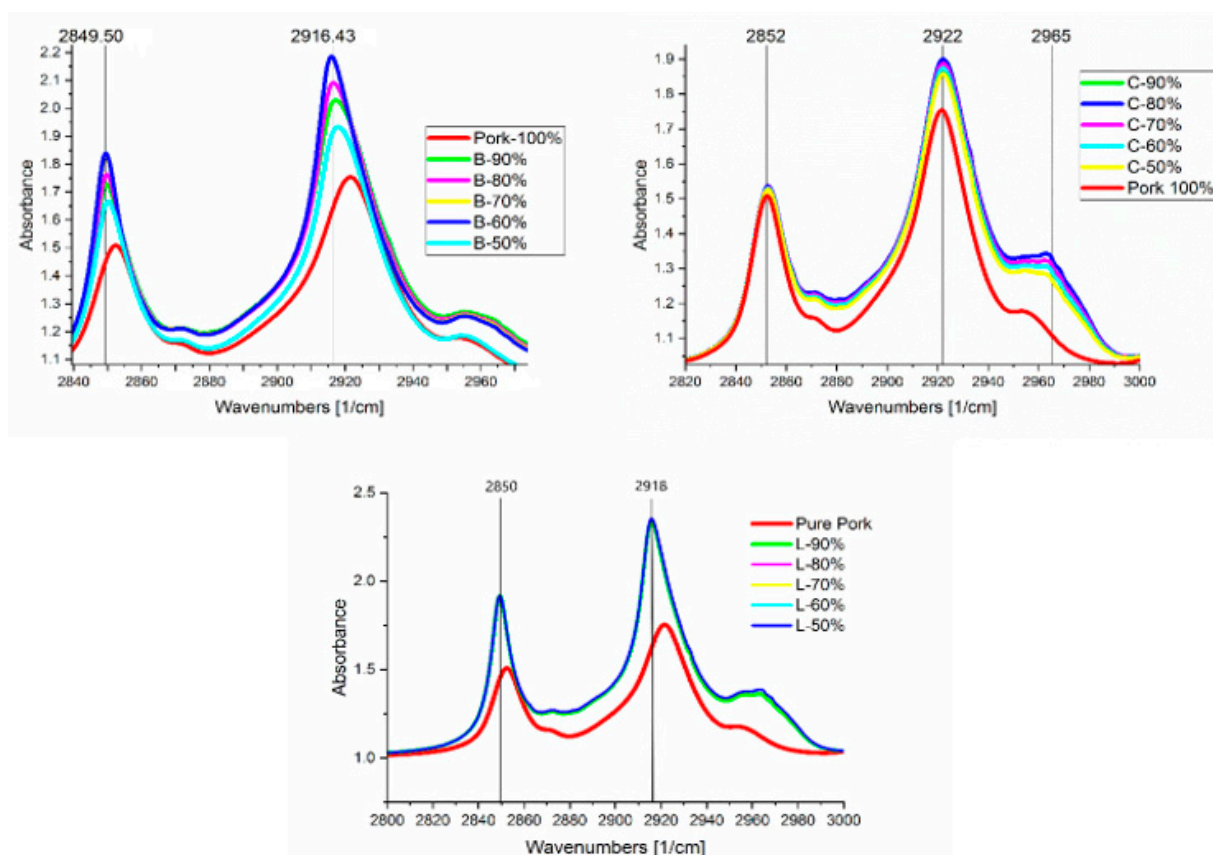 2849.50 2916.43
2.2
2.1
2.0
1.9
1.8
1.7
1.6
1.5
1.4
1.3
1.2
1.1
Absorbance
Pork-100%
B-90%
B-80%
B-70%
B-60%
B-50%
2840 2860 2880 2900 2920 2940 2960
Wavenumbers [1/cm]
2852 2922 2965
1.9
1.8
1.7
1.6
1.5
1.4
1.3
1.2
1.1
Absorbance
C-90%
C-80%
C-70%
C-60%
C-50%
Pork 100%
2820 2840 2860 2880 2900 2920 2940 2960 2980 3000
Wavenumbers [1/cm]
2850 2918
2.5
2.0
1.5
1.0
Absorbance
Pure Pork
L-90%
L-80%
L-70%
L-60%
L-50%
2800 2820 2840 2860 2880 2900 2920 2940 2960 2980 3000
Wavenumbers [1/cm]